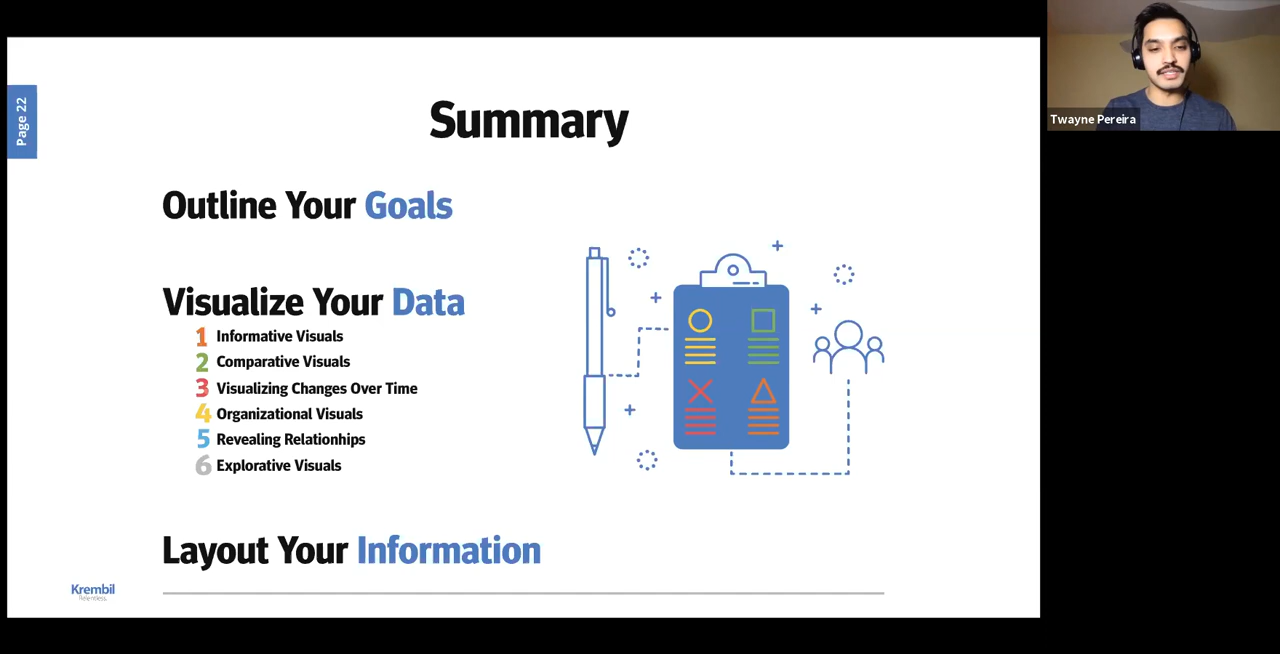 Page 22
Summary
Outline Your Goals
Visualize Your Data
1 Informative Visuals
2 Comparative Visuals
3 Visualizing Changes Over Time
4 Organizational Visuals
5 Revealing Relationships
6 Explorative Visuals
Layout Your Information
Krembil
Relentless.
Twayne Pereira